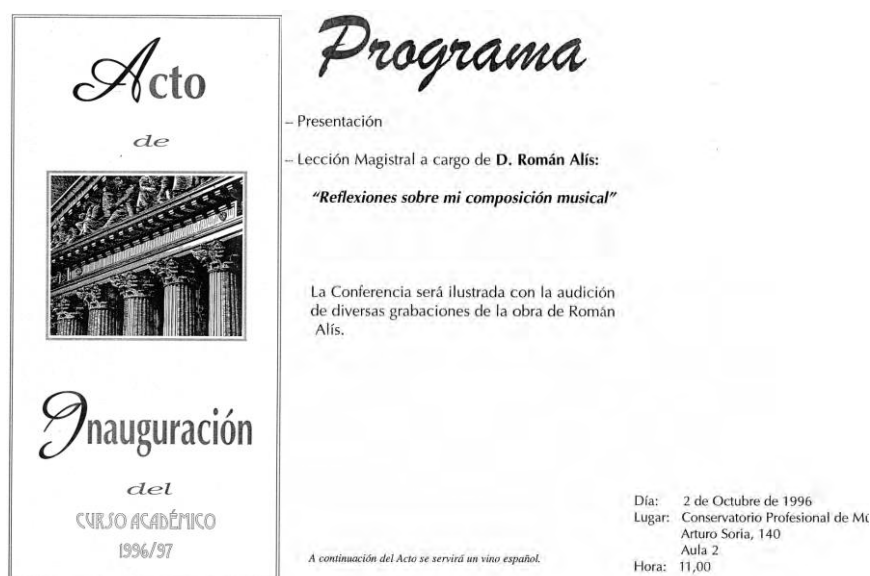 Acto
de
Inauguración
del
CURSO ACADÉMICO
1996/97
Programa
– Presentación
– Lección Magistral a cargo de D. Román Alís:
“Reflexiones sobre mi composición musical”
La Conferencia será ilustrada con la audición
de diversas grabaciones de la obra de Román
Alís.
A continuación del Acto se servirá un vino español.
Día: 2 de Octubre de 1996
Lugar: Conservatorio Profesional de
Arturo Soria, 140
Aula 2
Hora: 11,00